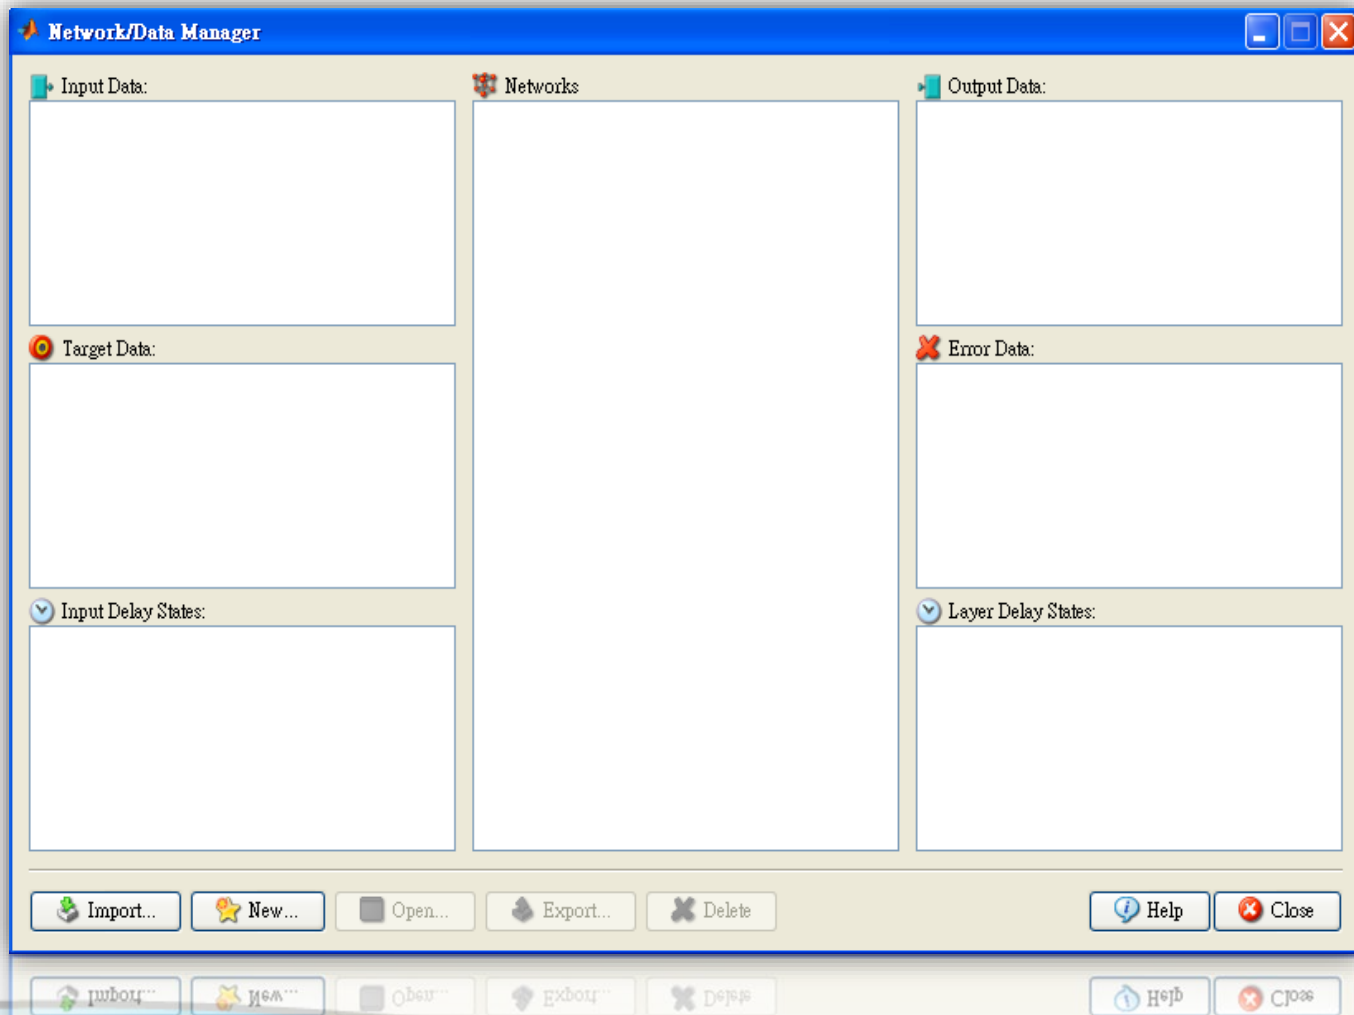 Network/Data Manager
Input Data:
Networks
Output Data:
Target Data:
Error Data:
Input Delay States:
Layer Delay States:
Import...
New...
Open...
Export...
Delete
Help
Close